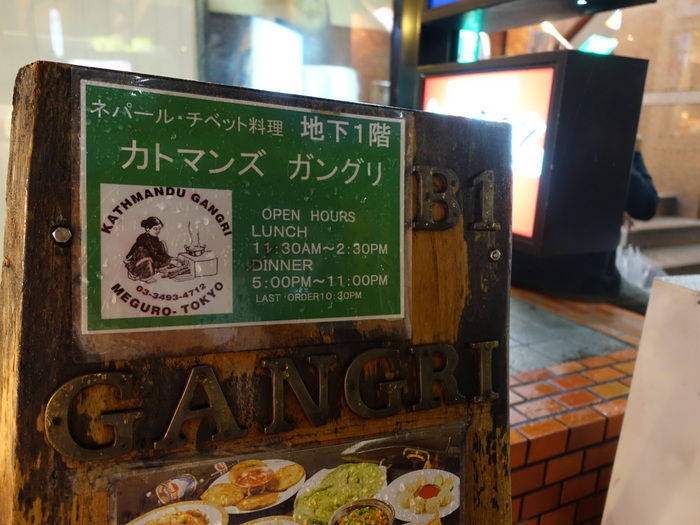 ネパール・チベット料理 地下1階
カトマンズ ガングリ
KATHMANDU GANGRI
03-3493-4712
MEGURO-TOKYO
OPEN HOURS
LUNCH
11:30AM～2:30PM
DINNER
5:00PM～11:00PM
LAST ORDER10:30PM
B1
GANGRI